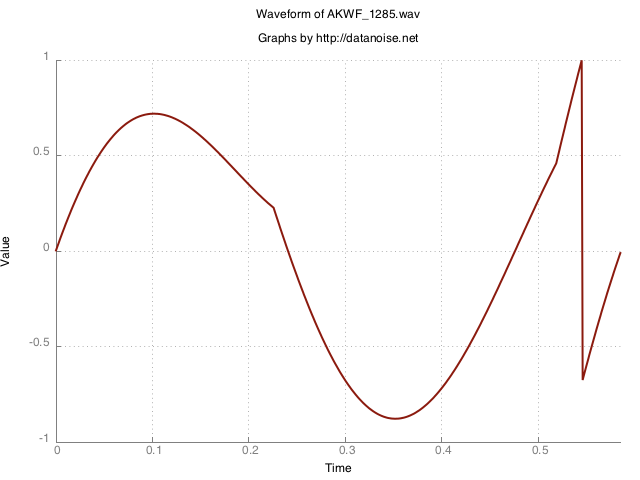 Waveform of AKWF_1285.wav
Graphs by http://datanoise.net
1
0.5
0
-0.5
-1
Value
0 0.1 0.2 0.3 0.4 0.5
Time